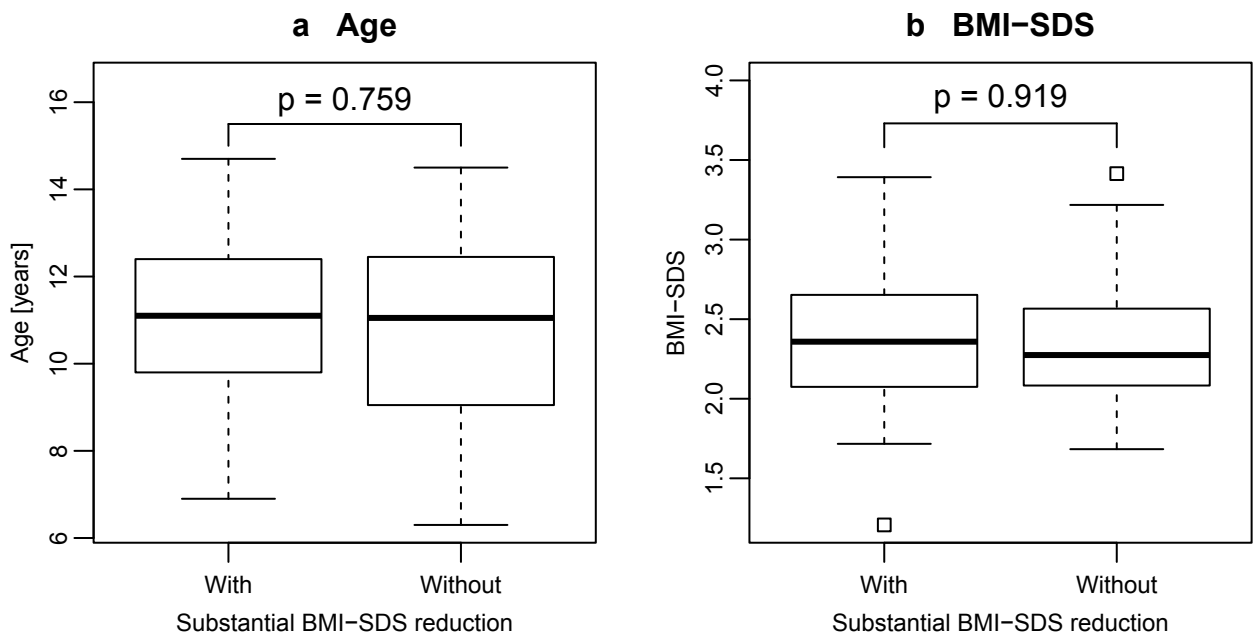 a Age
p = 0.759
Age [years]
16
14
12
10
8
6
With
Without
Substantial BMI−SDS reduction
b BMI−SDS
p = 0.919
BMI−SDS
4.0
3.5
3.0
2.5
2.0
1.5
With
Without
Substantial BMI−SDS reduction